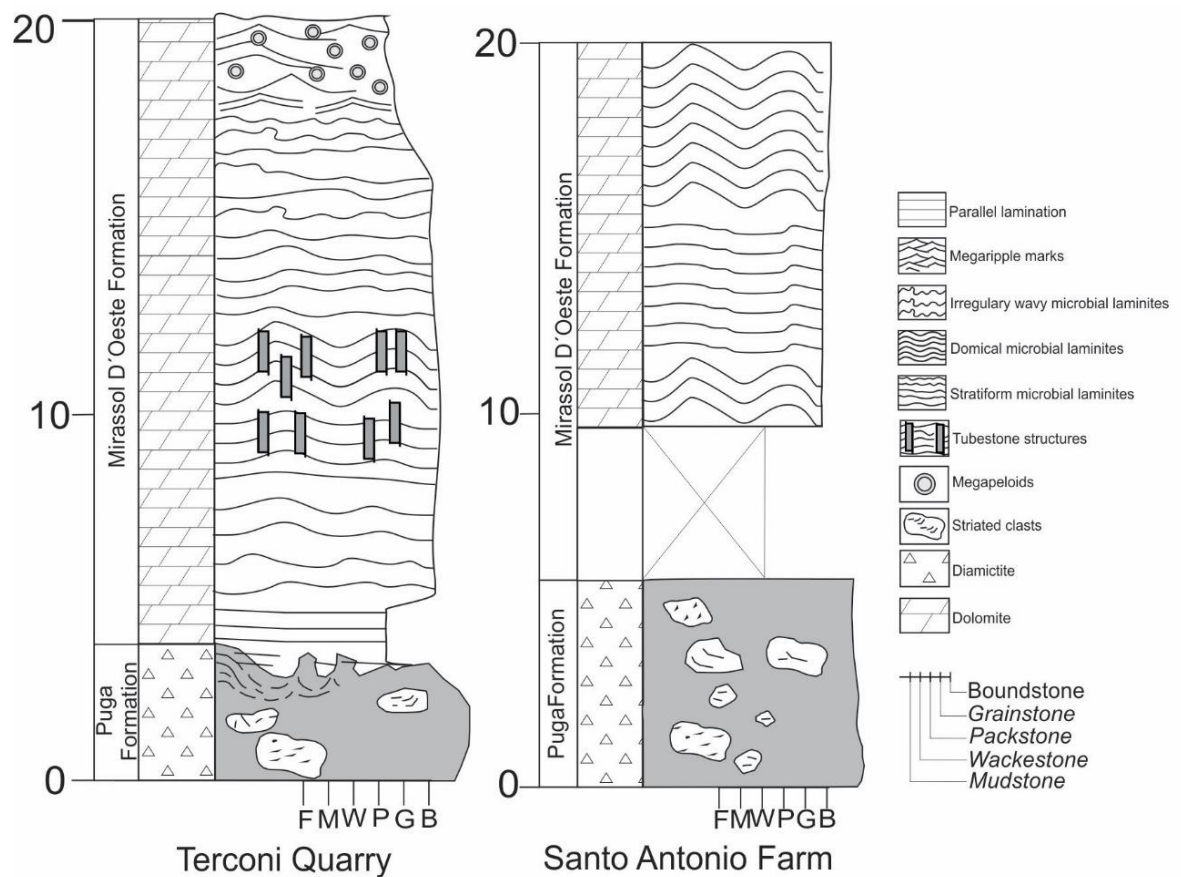 20
10
0
Mirassol D´Oeste Formation
Puga
Formation
F M W P G B
Terconi Quarry
20
10
0
Mirassol D´Oeste Formation
PugaFormation
F M W P G B
Santo Antonio Farm
Parallel lamination
Megaripple marks
Irregulary wavy microbial laminites
Domical microbial laminites
Stratiform microbial laminites
Tubestone structures
Megapeloids
Striated clasts
Diamictite
Dolomite
Boundstone
Grainstone
Packstone
Wackestone
Mudstone